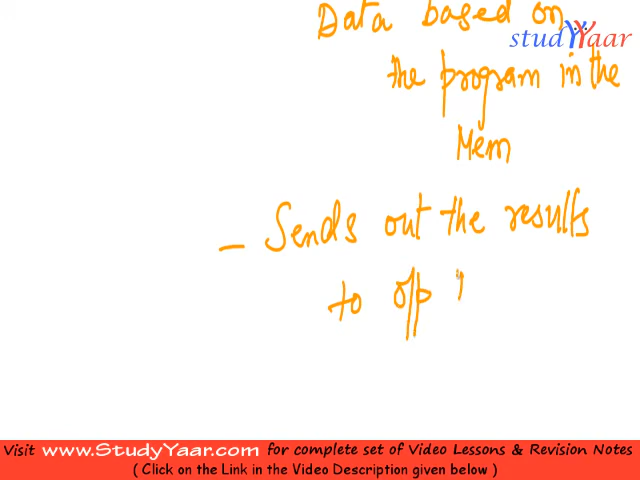 Data based on
studYYaar
the program in the
Mem
– Sends out the results
to o/p
Visit www.StudyYaar.com for complete set of Video Lessons & Revision Notes
( Click on the Link in the Video Description given below )